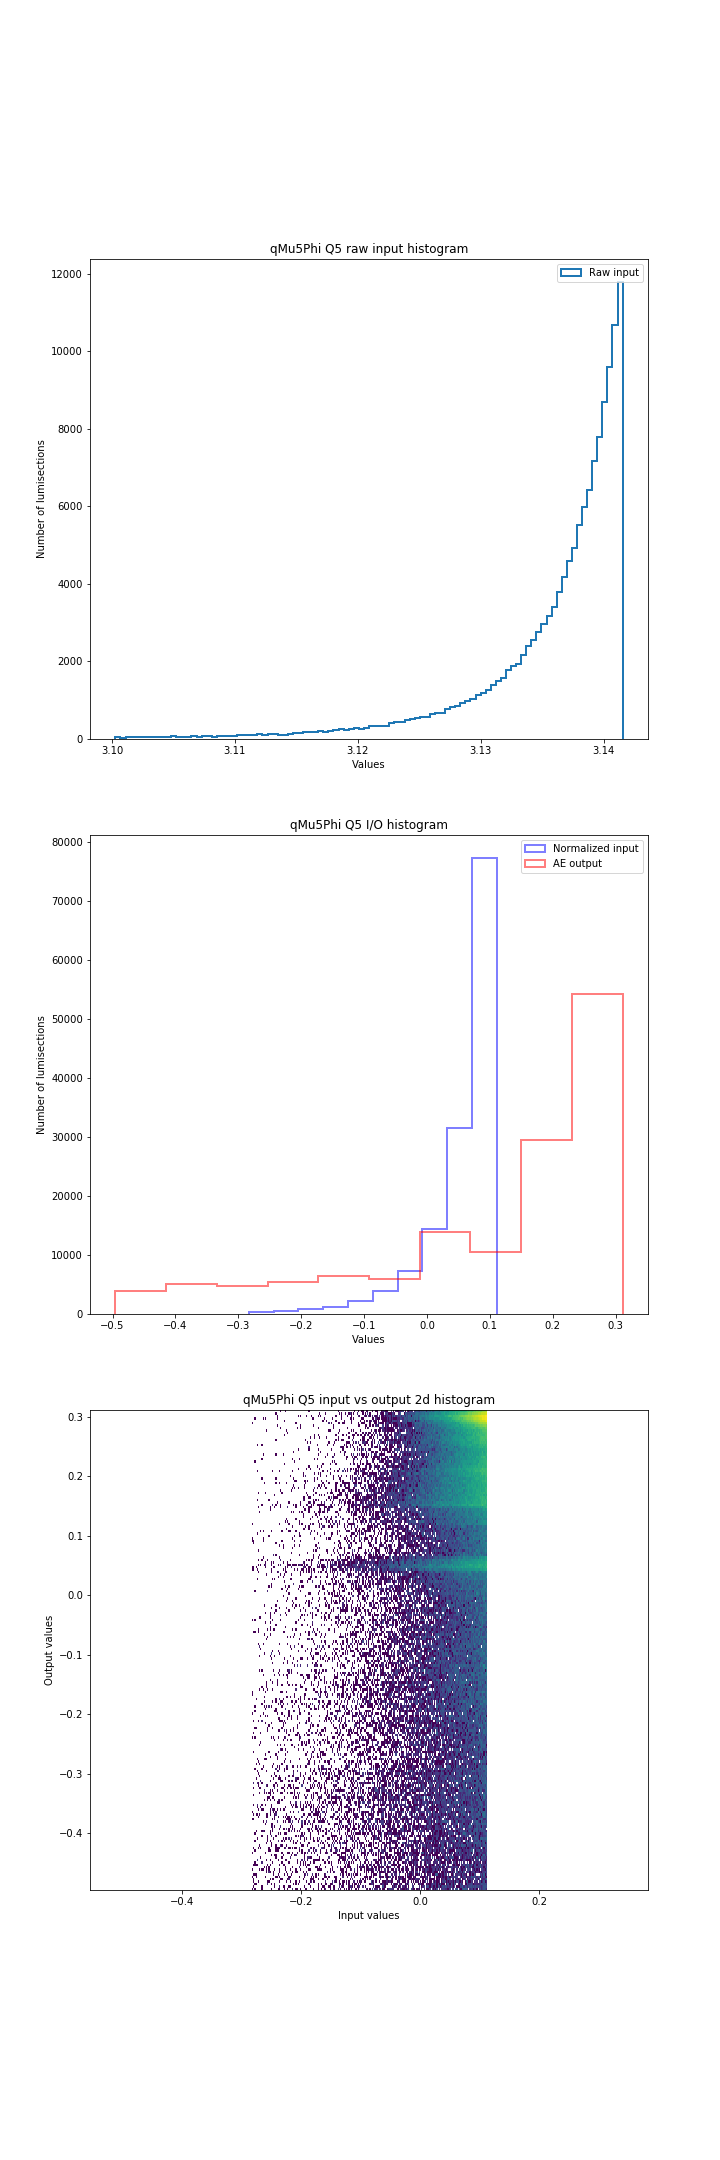 qMu5Phi Q5 raw input histogram
Raw input
12000
10000
8000
6000
4000
2000
0
Number of lumisections
3.10 3.11 3.12 3.13 3.14
Values
qMu5Phi Q5 I/O histogram
Normalized input
AE output
80000
70000
60000
50000
40000
30000
20000
10000
0
Number of lumisections
−0.5 −0.4 −0.3 −0.2 −0.1 0.0 0.1 0.2 0.3
Values
qMu5Phi Q5 input vs output 2d histogram
0.3
0.2
0.1
0.0
−0.1
−0.2
−0.3
−0.4
Output values
−0.4 −0.2 0.0 0.2
Input values